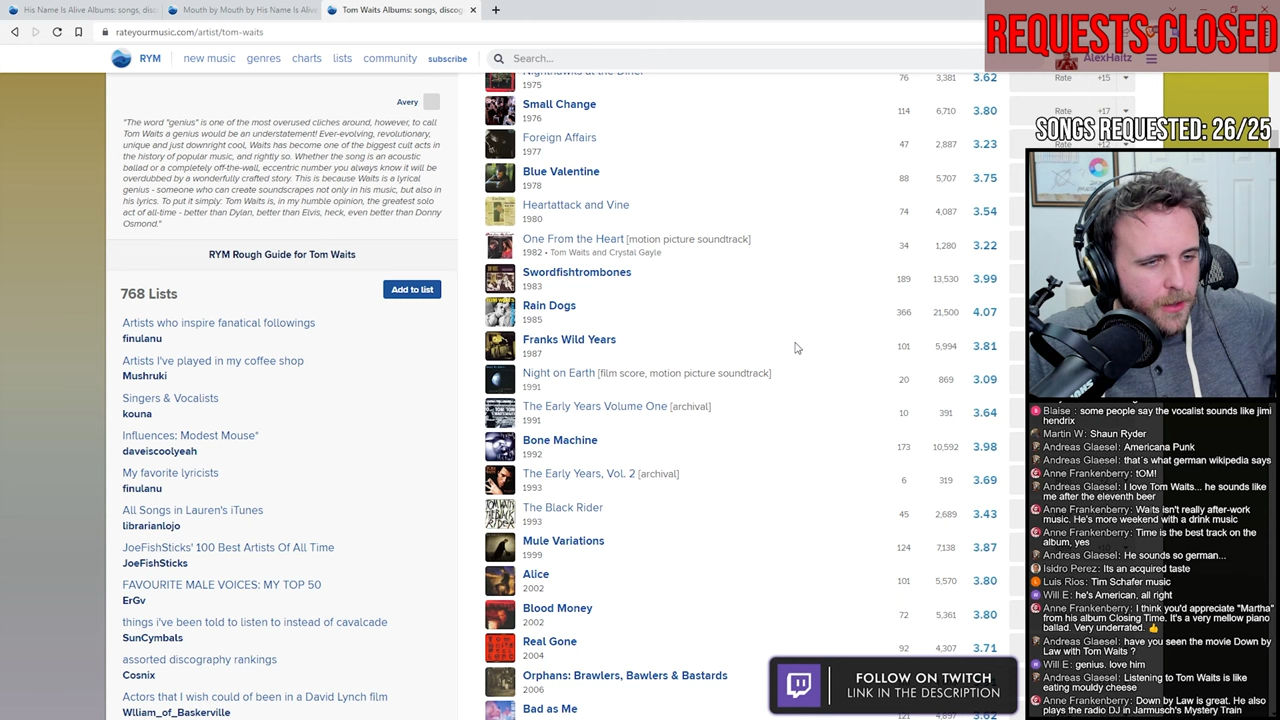 His Name Is Alive Albums: songs, disc
Mouth by Mouth by His Name Is Alive
Tom Waits Albums: songs, discog
rateyourmusic.com/artist/tom-waits
REQUESTS CLOSED
RYM new music genres charts lists community subscribe Search... AlexHaitz
Avery
"The word "genius" is one of the most overused cliches around, however, to call
Tom Waits a genius would be an understatement! Ever-evolving, revolutionary,
unique and just downright cool, Waits has become one of the biggest cult acts in
the history of popular music, and rightly so. Whether the song is an acoustic
ballad or a completely off-the-wall, eccentric number you always know it will be
overdubbed by a wonderfully crafted story. This is because Waits is a lyrical
genius - someone who can create soundscapes not only in his music, but also in
his lyrics. To put it simply, Tom Waits is, in my humble opinion, the greatest solo
act of all-time - better than Dylan, better than Elvis, heck, even better than Donny
Osmond."
RYM Rough Guide for Tom Waits
768 Lists Add to list
Artists who inspire fanatical followings
finulanu
Artists I've played in my coffee shop
Mushruki
Singers & Vocalists
kouna
Influences: Modest Mouse*
daveiscoolyeah
My favorite lyricists
finulanu
All Songs in Lauren's iTunes
librarianlojo
JoeFishSticks' 100 Best Artists Of All Time
JoeFishSticks
FAVOURITE MALE VOICES: MY TOP 50
ErGv
things i've been told to listen to instead of cavalcade
SunCymbals
assorted discography rankings
Cosnix
Actors that I wish could of been in a David Lynch film
Wlliam_of_Baskerville
Nighthawks at the Diner 76 3,381 3.62 Rate +15
1975
Small Change 114 6,710 3.80 Rate +17
1976
Foreign Affairs 47 2,887 3.23 Rate +12
1977
Blue Valentine 88 5,707 3.75
1978
Heartattack and Vine 74 4,087 3.54
1980
One From the Heart [motion picture soundtrack] 34 1,280 3.22
1982 • Tom Waits and Crystal Gayle
Swordfishtrombones 189 13,530 3.99
1983
Rain Dogs 366 21,500 4.07
1985
Franks Wild Years 101 5,994 3.81
1987
Night on Earth [film score, motion picture soundtrack] 20 869 3.09
1991
The Early Years Volume One [archival] 10 391 3.64
1991
Bone Machine 173 10,592 3.98
1992
The Early Years, Vol. 2 [archival] 6 319 3.69
1993
The Black Rider 45 2,689 3.43
1993
Mule Variations 124 7,138 3.87
1999
Alice 101 5,570 3.80
2002
Blood Money 72 5,361 3.80
2002
Real Gone 92 4,307 3.71
2004
Orphans: Brawlers, Bawlers & Bastards
2006
Bad as Me 121 4,897 3.62
FOLLOW ON TWITCH
LINK IN THE DESCRIPTION
SONGS REQUESTED: 26/25
Blaise : some people say the vocalist sounds like jimi
hendrix
Martin W: Shaun Ryder
Andreas Glaesel: Americana Punk
Andreas Glaesel: that´s what german wikipedia says
Anne Frankenberry: tOM!
Andreas Glaesel: I love Tom Waits... he sounds like
me after the eleventh beer
Anne Frankenberry: Waits isn't really after-work
music. He's more weekend with a drink music
Anne Frankenberry: Time is the best track on the
album, yes
Andreas Glaesel: He sounds so german...
Isidro Perez: Its an acquired taste
Luis Rios: Tim Schafer music
Will E: he's American, all right
Anne Frankenberry: I think you'd appreciate "Martha"
from his album Closing Time. It's a very mellow piano
ballad. Very underrated. 👍
Andreas Glaesel: have you seen the movie Down by
Law with Tom Waits ?
Will E: genius. love him
Andreas Glaesel: Listening to Tom Waits is like
eating mouldy cheese
Anne Frankenberry: Down by Law is great. He also
plays the radio DJ in Jarmusch's Mystery Train